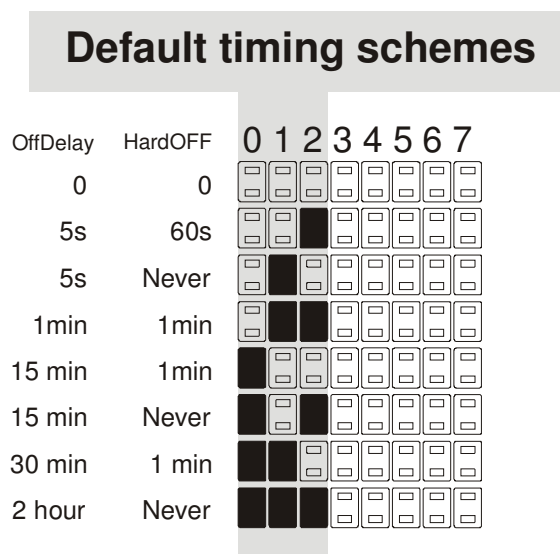 Default timing schemes
OffDelay HardOFF 0 1 2 3 4 5 6 7
0 0
5s 60s
5s Never
1min 1min
15 min 1min
15 min Never
30 min 1 min
2 hour Never